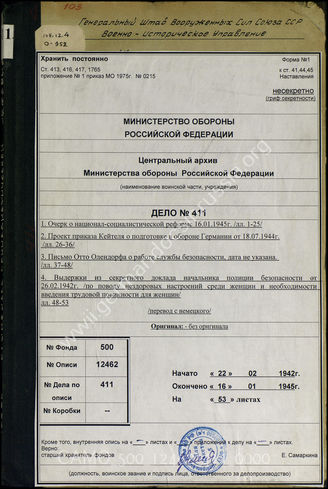 103
Генеральный Штаб Вооруженных Сил Союза ССР
Военно-Историческое Управление
1
Хранить постоянно
Форма №1
Ст. 413, 416, 417, 1765
к ст. 41,44,45
приложение № 1 приказ МО 1975г. № 0215
Наставления
несекретно
(гриф секретности)
МИНИСТЕРСТВО ОБОРОНЫ
РОССИЙСКОЙ ФЕДЕРАЦИИ
Центральный архив
Министерства обороны Российской Федерации
(наименование воинской части, учреждения)
ДЕЛО № 411
1. Очерк о национал-социалистической реформе 16.01.1945г. /лл. 1-25/
2. Проект приказа Кейтеля о подготовке к обороне Германии от 18.07.1944г.
/лл. 26-36/
3. Письмо Отто Олендорфа о работе службы безопасности, дата не указана.
/лл. 37-48/
4. Выдержки из секретного доклада начальника полиции безопасности от
26.02.1942г. /по поводу нездоровых настроений среди женщин и необходимости
введения трудовой повинности для женщин/
лл. 48-53
/перевод с немецкого/
Оригинал: - без оригинала
№ Фонда 500
№ Описи 12462
№ Дела по описи 411
№ Коробки --
Начато « 22 » 02 1942г.
Окончено « 16 » 01 1945г.
На « 53 » листах
Кроме того, внутренняя опись на « » листах. к делу на « » листах.
Верно:
старший хранитель фондов
Е. Самаркина
(должность, воинское звание и подпись лица, ответственного за делопроизводство)